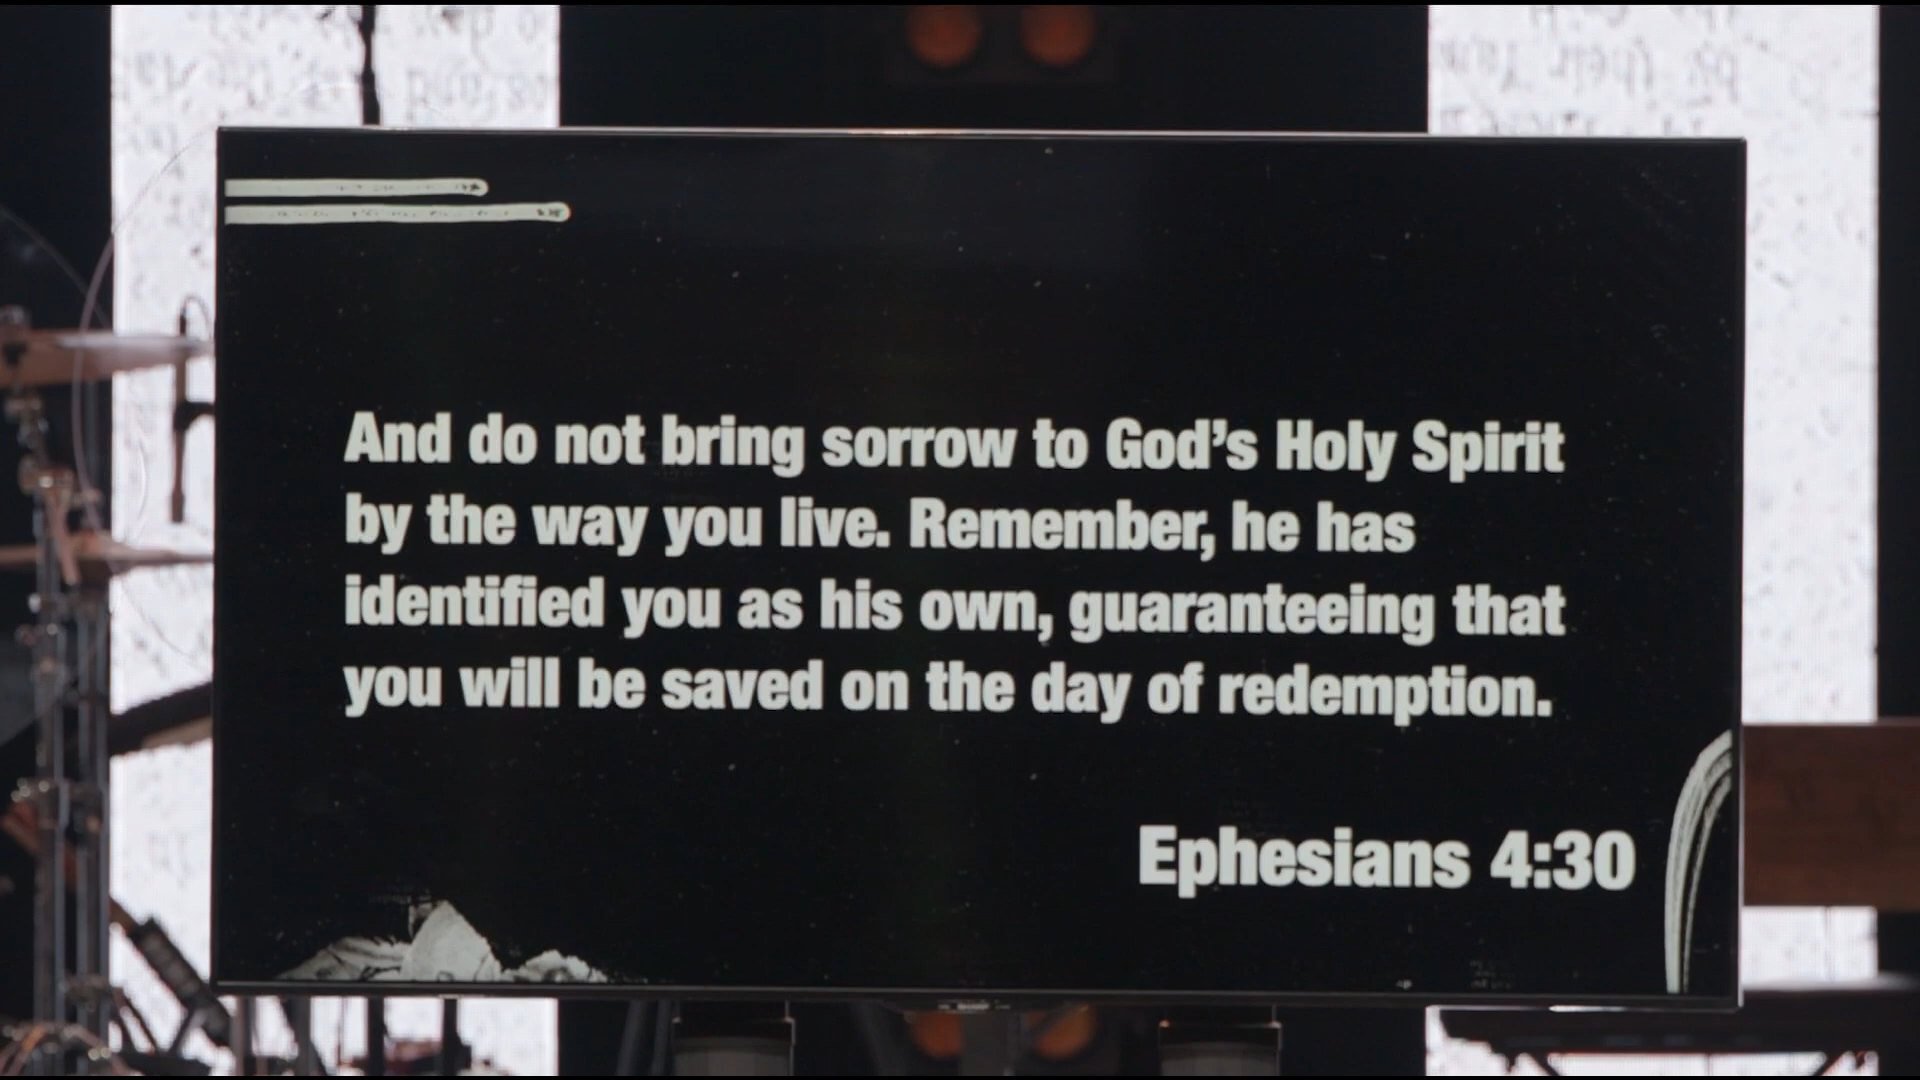 And do not bring sorrow to God’s Holy Spirit
by the way you live. Remember, he has
identified you as his own, guaranteeing that
you will be saved on the day of redemption.
Ephesians 4:30